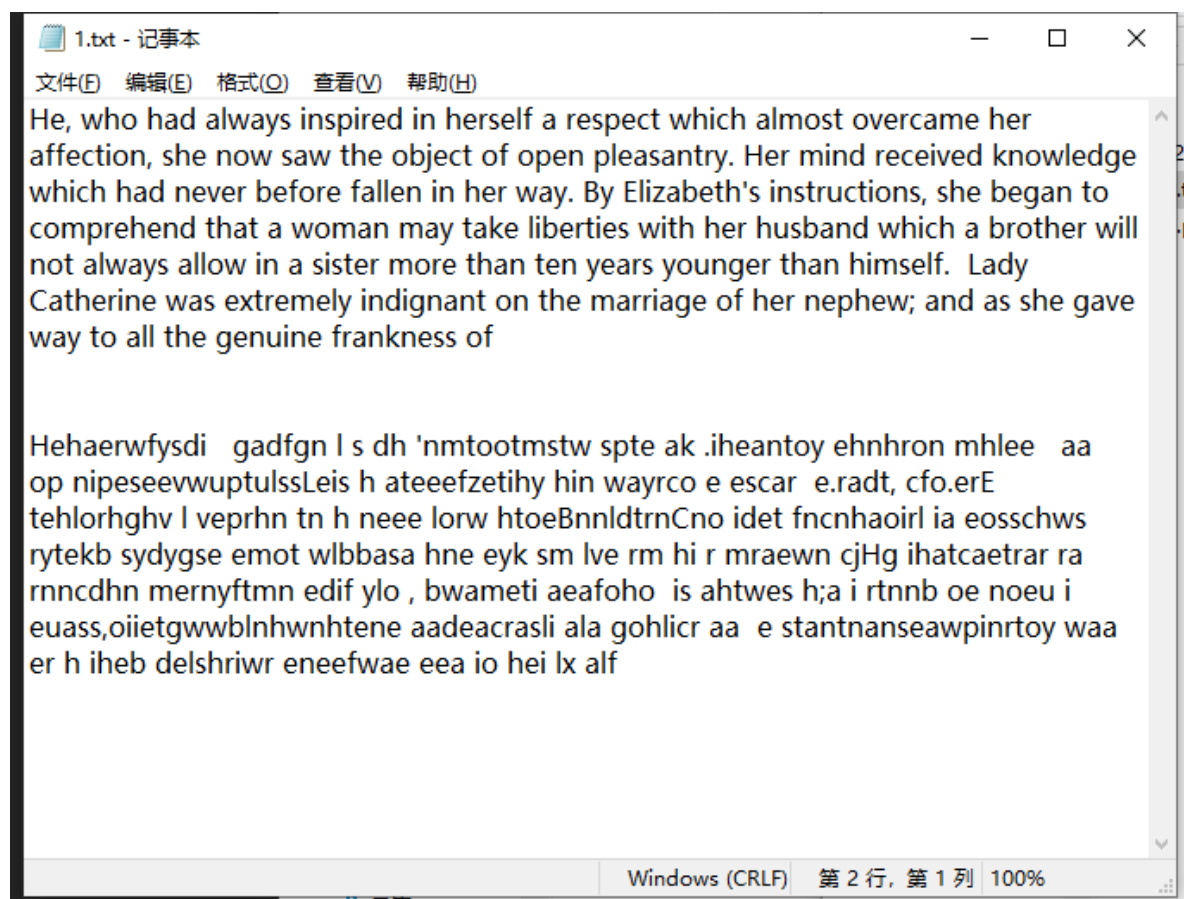 1.txt - 记事本
文件(F) 编辑(E) 格式(O) 查看(V) 帮助(H)
He, who had always inspired in herself a respect which almost overcame her
affection, she now saw the object of open pleasantry. Her mind received knowledge
which had never before fallen in her way. By Elizabeth's instructions, she began to
comprehend that a woman may take liberties with her husband which a brother will
not always allow in a sister more than ten years younger than himself.  Lady
Catherine was extremely indignant on the marriage of her nephew; and as she gave
way to all the genuine frankness of
Hehaerwfysdi   gadfgn l s dh 'nmtootmstw spte ak .iheantoy ehnhron mhlee   aa
op nipeseevwuptulssLeis h ateeefzetihy hin wayrco e escar  e.radt, cfo.erE
tehlorhghv l veprhn tn h neee lorw htoeBnnldtrnCno idet fncnhaoirl ia eosschws
rytekb sydygse emot wlbbasa hne eyk sm lve rm hi r mraewn cjHg ihatcaetrar ra
rnncdhn mernyftmn edif ylo , bwameti aeafoho  is ahtwes h;a i rtnnb oe noeu i
euass,oiietgwwblnhwnhtene aadeacrasli ala gohlicr aa  e stantnanseawpinrtoy waa
er h iheb delshriwr eneefwae eea io hei lx alf
Windows (CRLF) 第 2 行, 第 1 列 100%